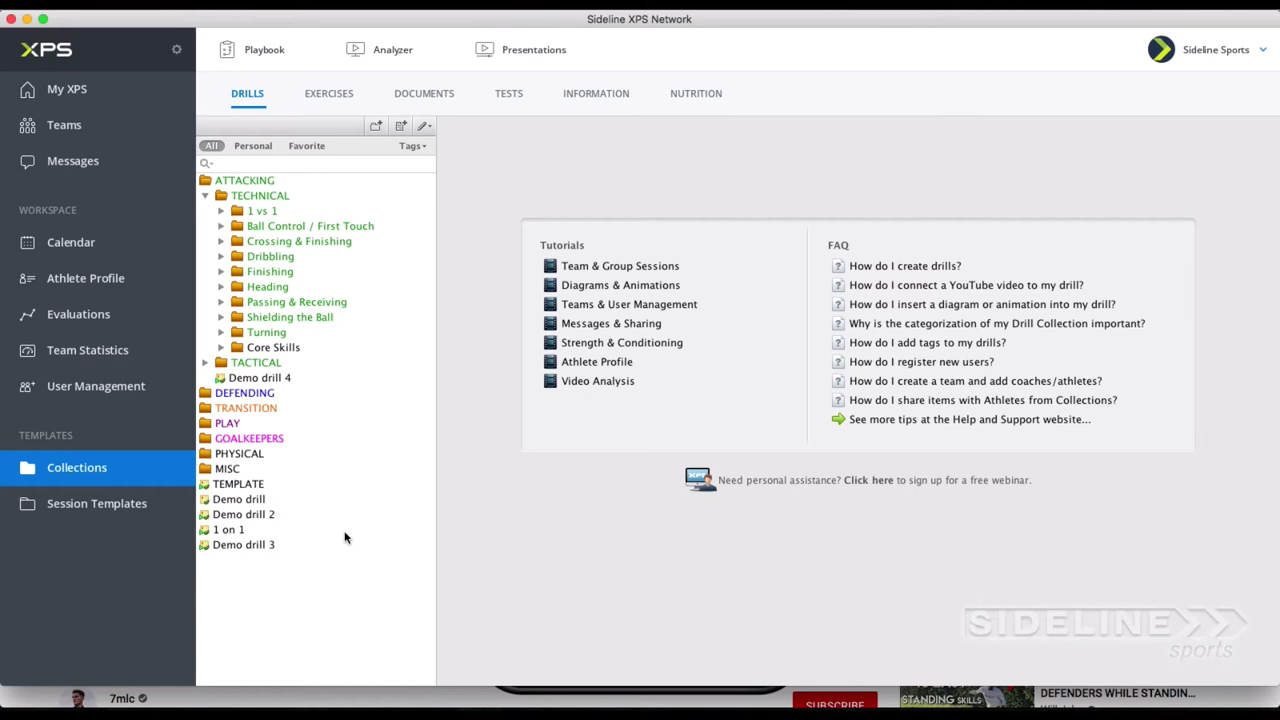 Sideline XPS Network
XPS
Playbook
Analyzer
Presentations
Sideline Sports
My XPS
Teams
Messages
WORKSPACE
Calendar
Athlete Profile
Evaluations
Team Statistics
User Management
TEMPLATES
Collections
Session Templates
DRILLS
EXERCISES
DOCUMENTS
TESTS
INFORMATION
NUTRITION
All
Personal
Favorite
Tags
ATTACKING
TECHNICAL
1 vs 1
Ball Control / First Touch
Crossing & Finishing
Dribbling
Finishing
Heading
Passing & Receiving
Shielding the Ball
Turning
Core Skills
TACTICAL
Demo drill 4
DEFENDING
TRANSITION
PLAY
GOALKEEPERS
PHYSICAL
MISC
TEMPLATE
Demo drill
Demo drill 2
1 on 1
Demo drill 3
Tutorials
Team & Group Sessions
Diagrams & Animations
Teams & User Management
Messages & Sharing
Strength & Conditioning
Athlete Profile
Video Analysis
FAQ
How do I create drills?
How do I connect a YouTube video to my drill?
How do I insert a diagram or animation into my drill?
Why is the categorization of my Drill Collection important?
How do I add tags to my drills?
How do I register new users?
How do I create a team and add coaches/athletes?
How do I share items with Athletes from Collections?
See more tips at the Help and Support website...
Need personal assistance? Click here to sign up for a free webinar.
SIDELINE
sports
7mlc
SUBSCRIBE
STANDING SKILLS
DEFENDERS WHILE STANDIN...